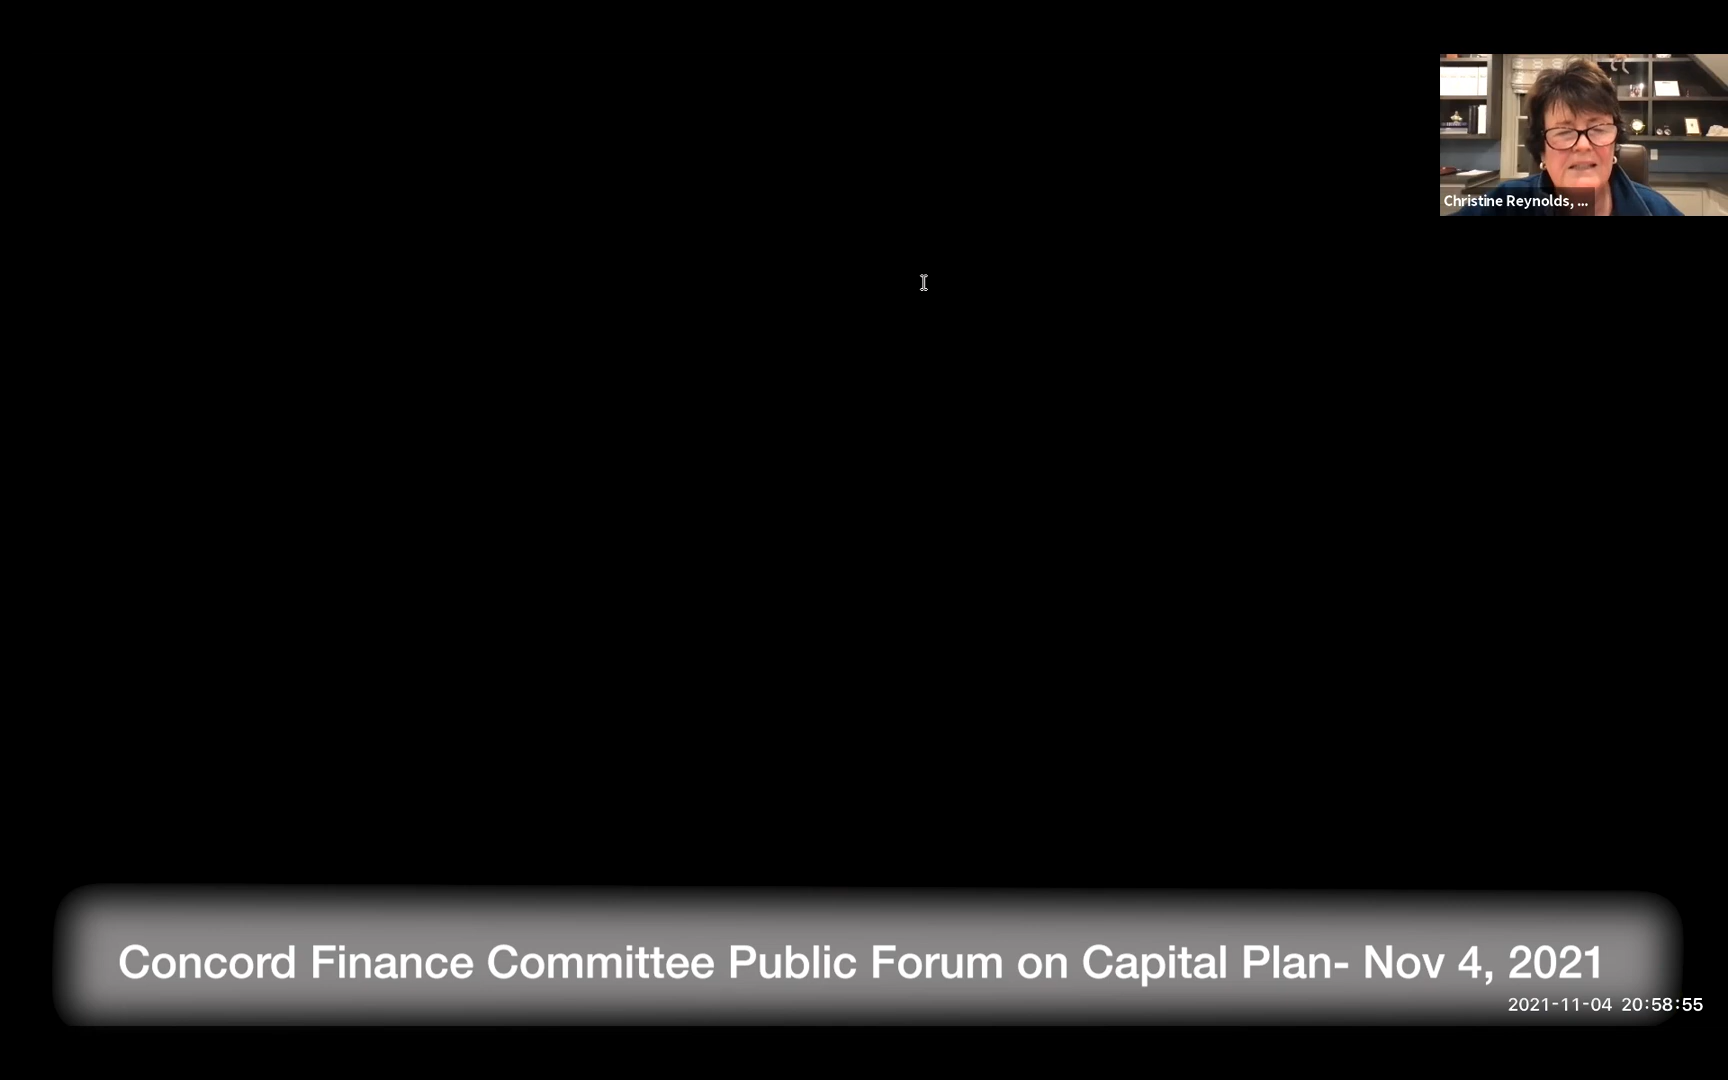 Christine Reynolds, ...
Concord Finance Committee Public Forum on Capital Plan- Nov 4, 2021
2021-11-04 20:58:55